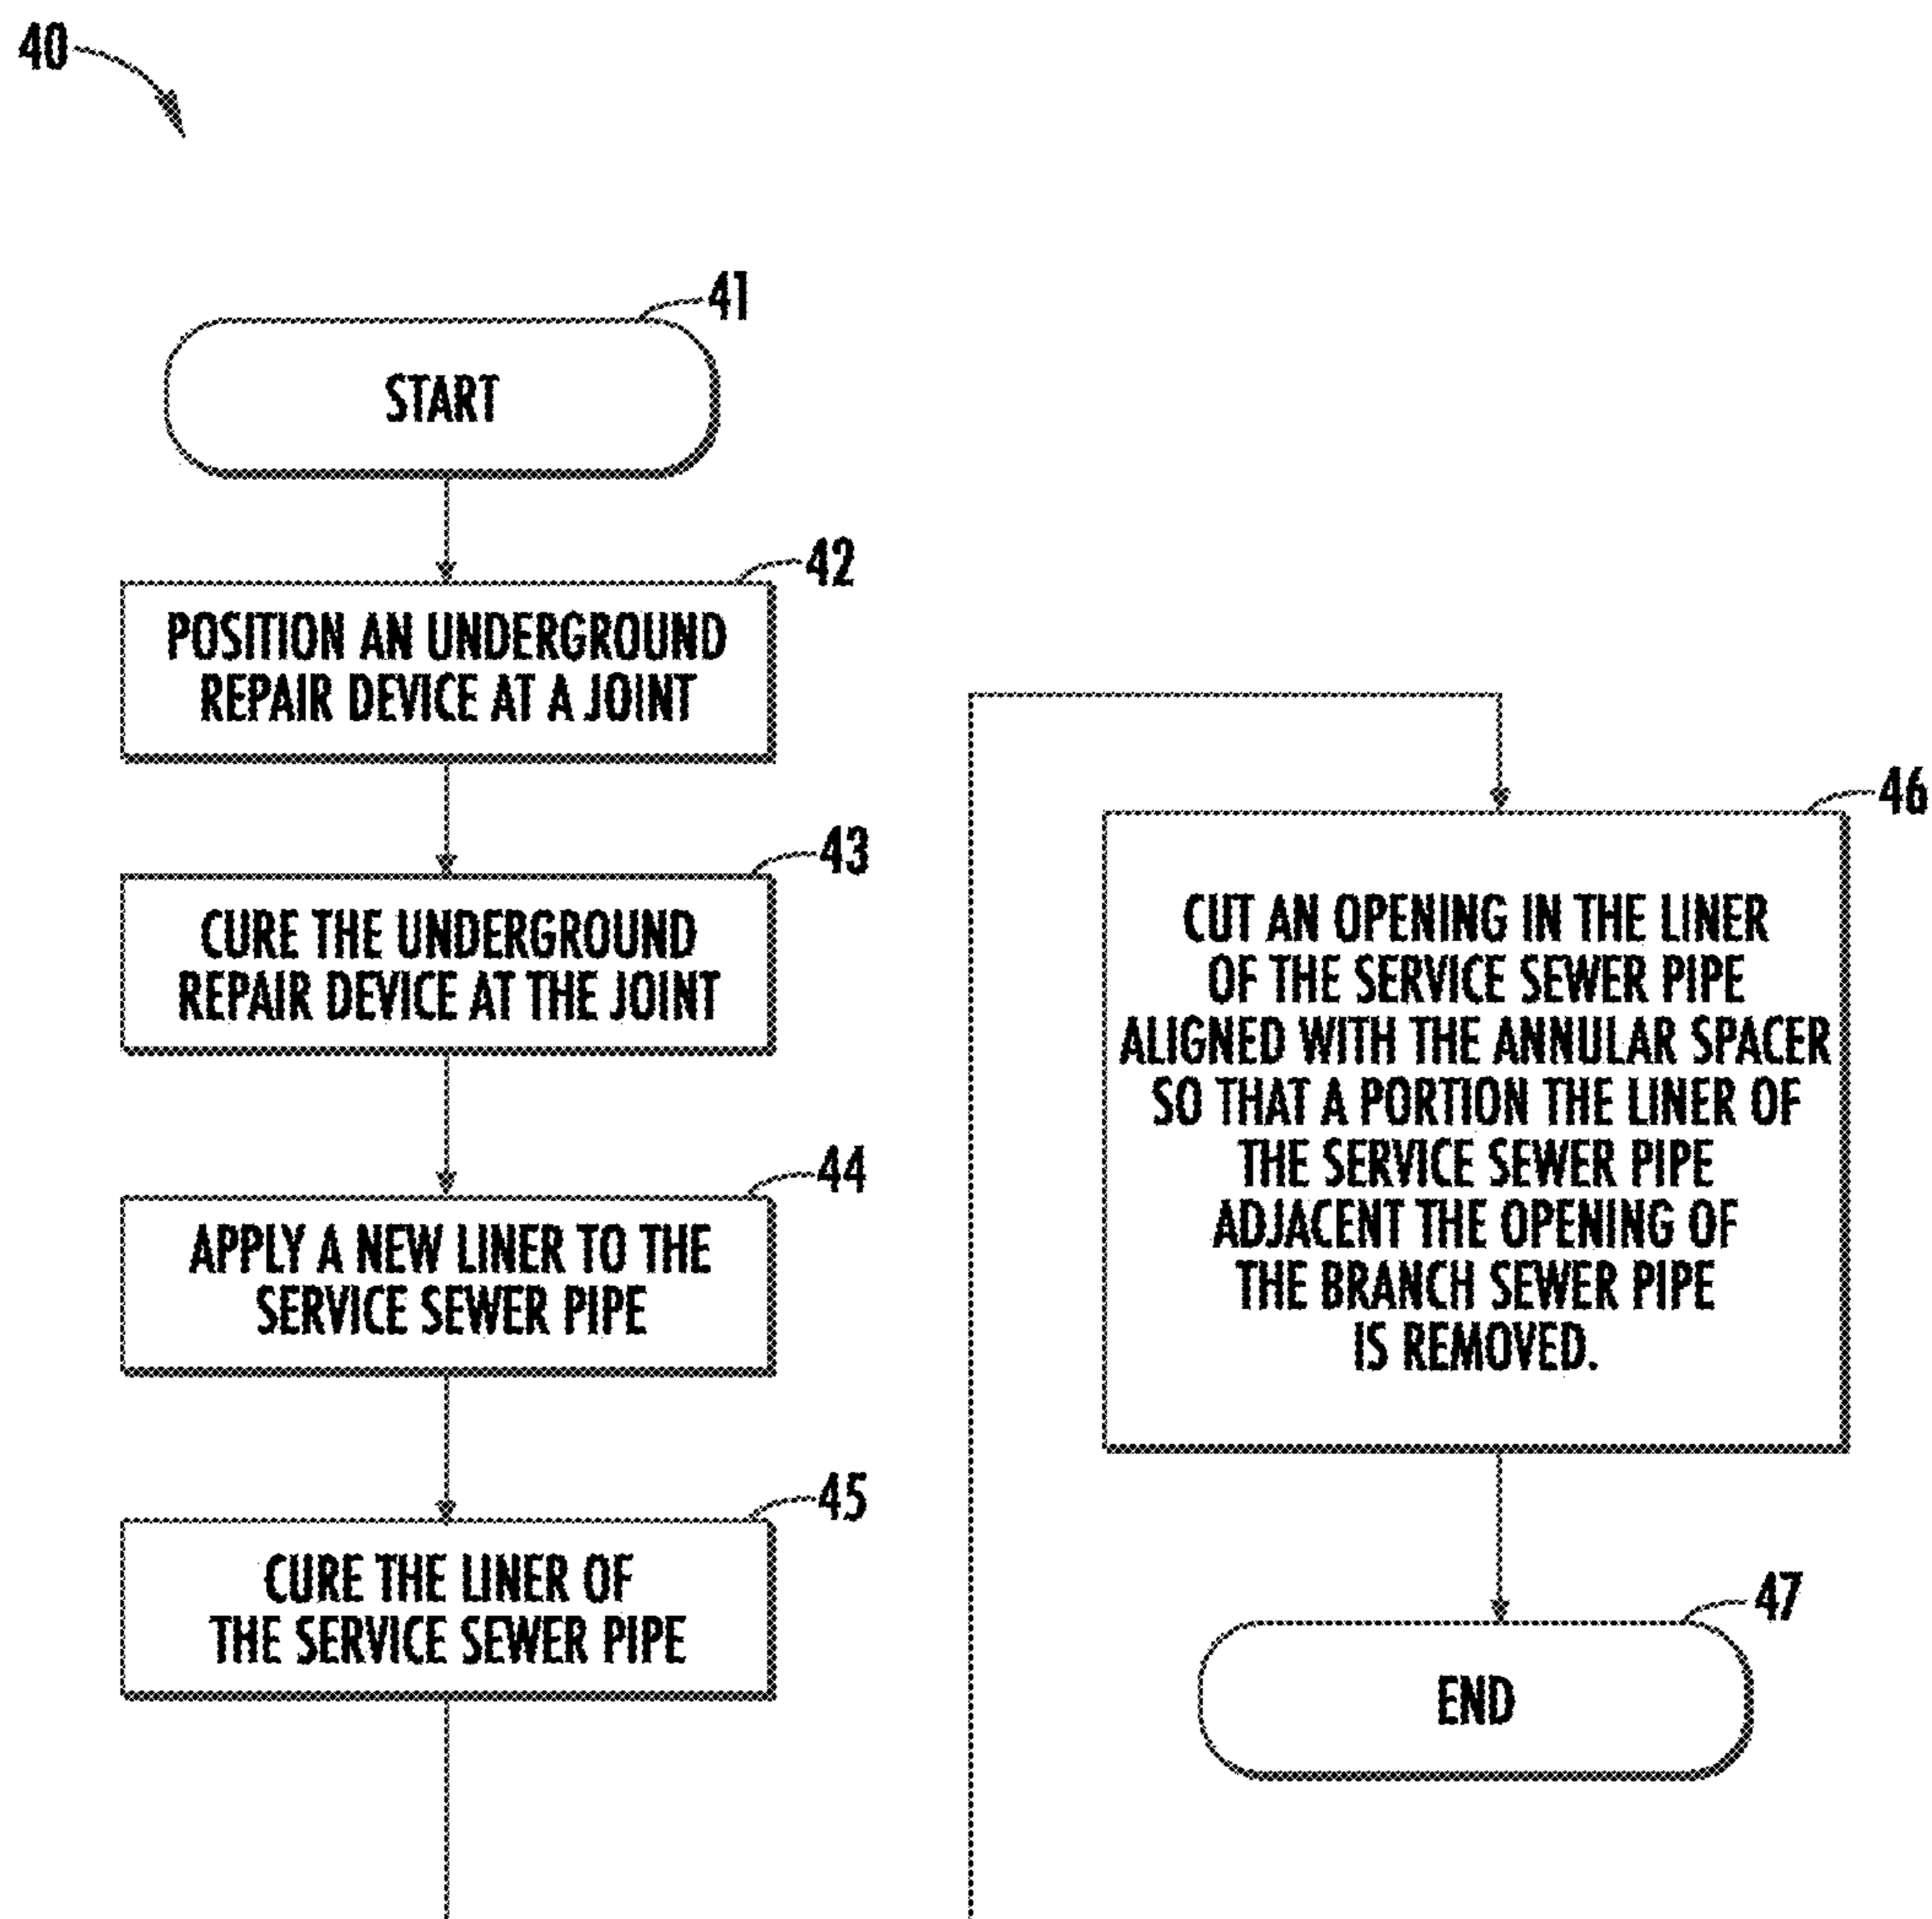 40
41
START
42
POSITION AN UNDERGROUND
REPAIR DEVICE AT A JOINT
43
CURE THE UNDERGROUND
REPAIR DEVICE AT THE JOINT
44
APPLY A NEW LINER TO THE
SERVICE SEWER PIPE
45
CURE THE LINER OF
THE SERVICE SEWER PIPE
46
CUT AN OPENING IN THE LINER
OF THE SERVICE SEWER PIPE
ALIGNED WITH THE ANNULAR SPACER
SO THAT A PORTION THE LINER OF
THE SERVICE SEWER PIPE
ADJACENT THE OPENING OF
THE BRANCH SEWER PIPE
IS REMOVED.
47
END